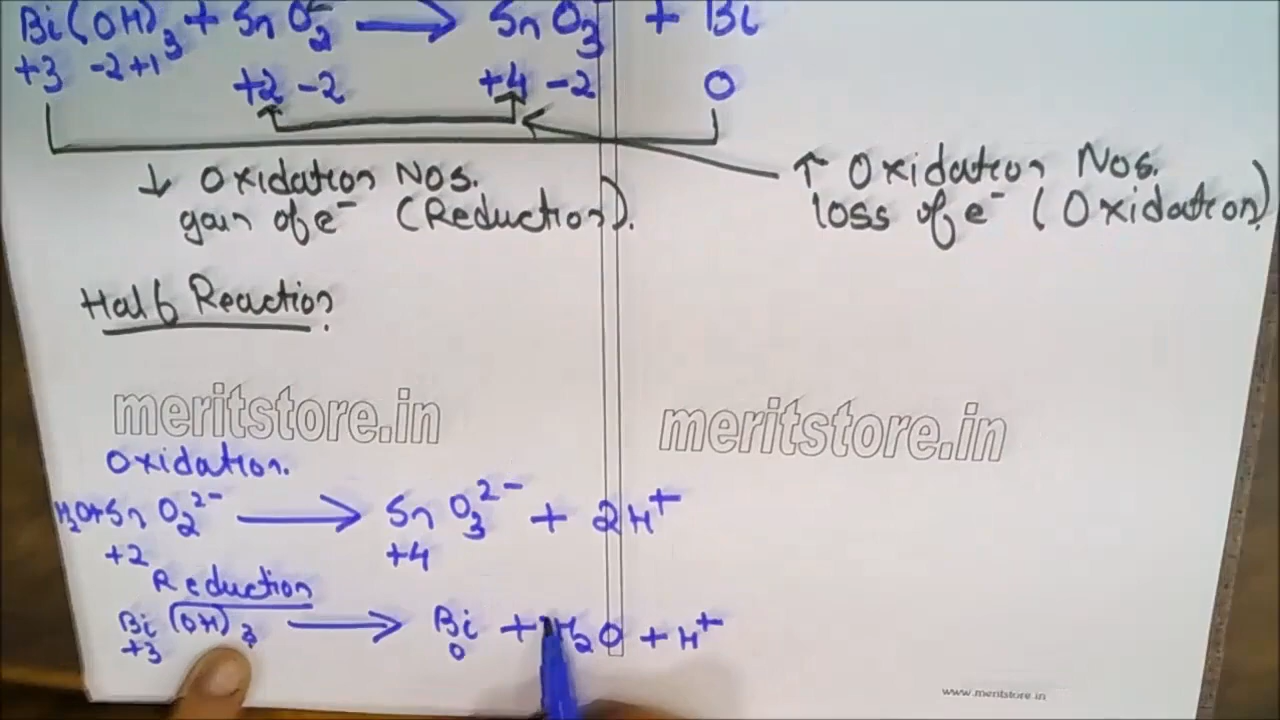 Bi(OH)₃ + SnO₂²⁻ ⟶ SnO₃ + Bi
+3 -2+1 +2 -2 +4 -2 0
↓ Oxidation Nos.
gain of e⁻ (Reduction).
↑ Oxidation Nos.
loss of e⁻ (Oxidation).
Half Reaction
meritstore.in meritstore.in
Oxidation.
H₂O+SnO₂²⁻ ⟶ SnO₃²⁻ + 2H⁺
+2 +4
Reduction
Bi(OH)₃ ⟶ Bi + H₂O + H⁺
+3 0
www.meritstore.in